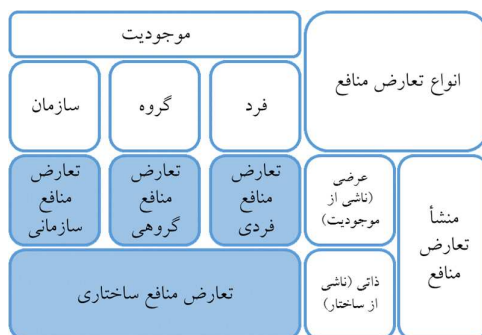 انواع تعارض منافع
موجودیت
فرد
گروه
سازمان
منشأ
تعارض
منافع
عرضی
(ناشی از
موجودیت)
تعارض
منافع
فردی
تعارض
منافع
گروهی
تعارض
منافع
سازمانی
ذاتی (ناشی
از ساختار)
تعارض منافع ساختاری